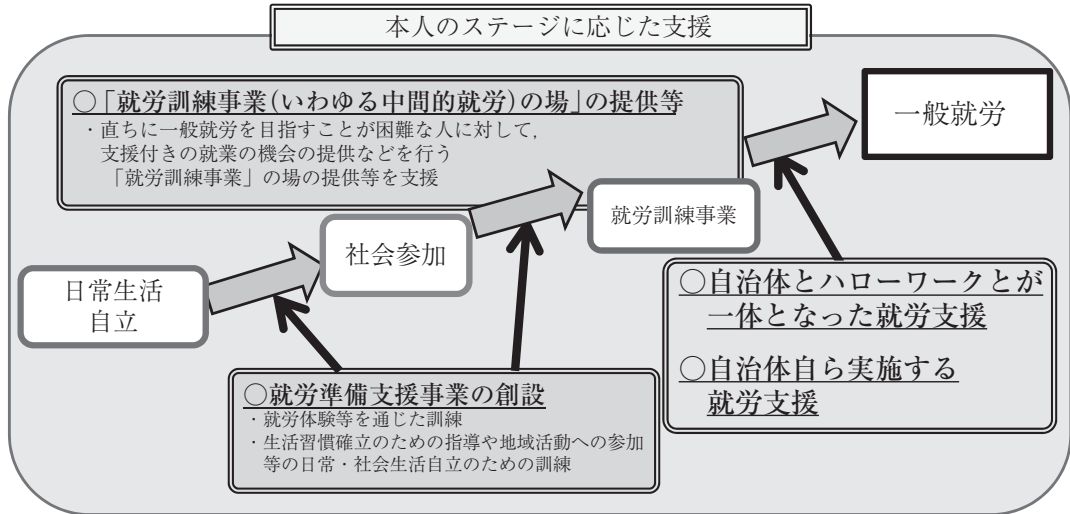 本人のステージに応じた支援
○「就労訓練事業(いわゆる中間的就労)の場」の提供等
・直ちに一般就労を目指すことが困難な人に対して,
支援付きの就業の機会の提供などを行う
「就労訓練事業」の場の提供等を支援
一般就労
就労訓練事業
社会参加
日常生活
自立
○自治体とハローワークとが
一体となった就労支援
○自治体自ら実施する
就労支援
○就労準備支援事業の創設
・就労体験等を通じた訓練
・生活習慣確立のための指導や地域活動への参加
等の日常・社会生活自立のための訓練